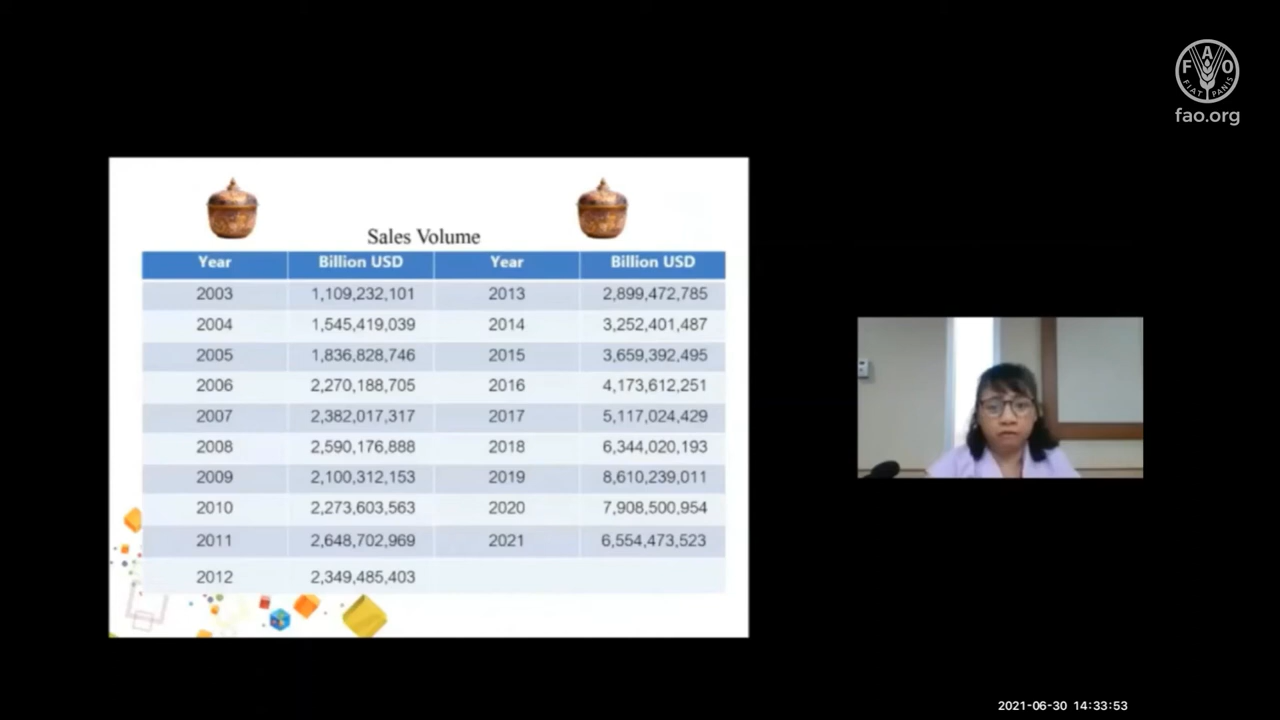 FAO
FIAT PANIS
fao.org
Sales Volume
Year Billion USD Year Billion USD
2003 1,109,232,101 2013 2,899,472,785
2004 1,545,419,039 2014 3,252,401,487
2005 1,836,828,746 2015 3,659,392,495
2006 2,270,188,705 2016 4,173,612,251
2007 2,382,017,317 2017 5,117,024,429
2008 2,590,176,888 2018 6,344,020,193
2009 2,100,312,153 2019 8,610,239,011
2010 2,273,603,563 2020 7,908,500,954
2011 2,648,702,969 2021 6,554,473,523
2012 2,349,485,403
2021-06-30 14:33:53